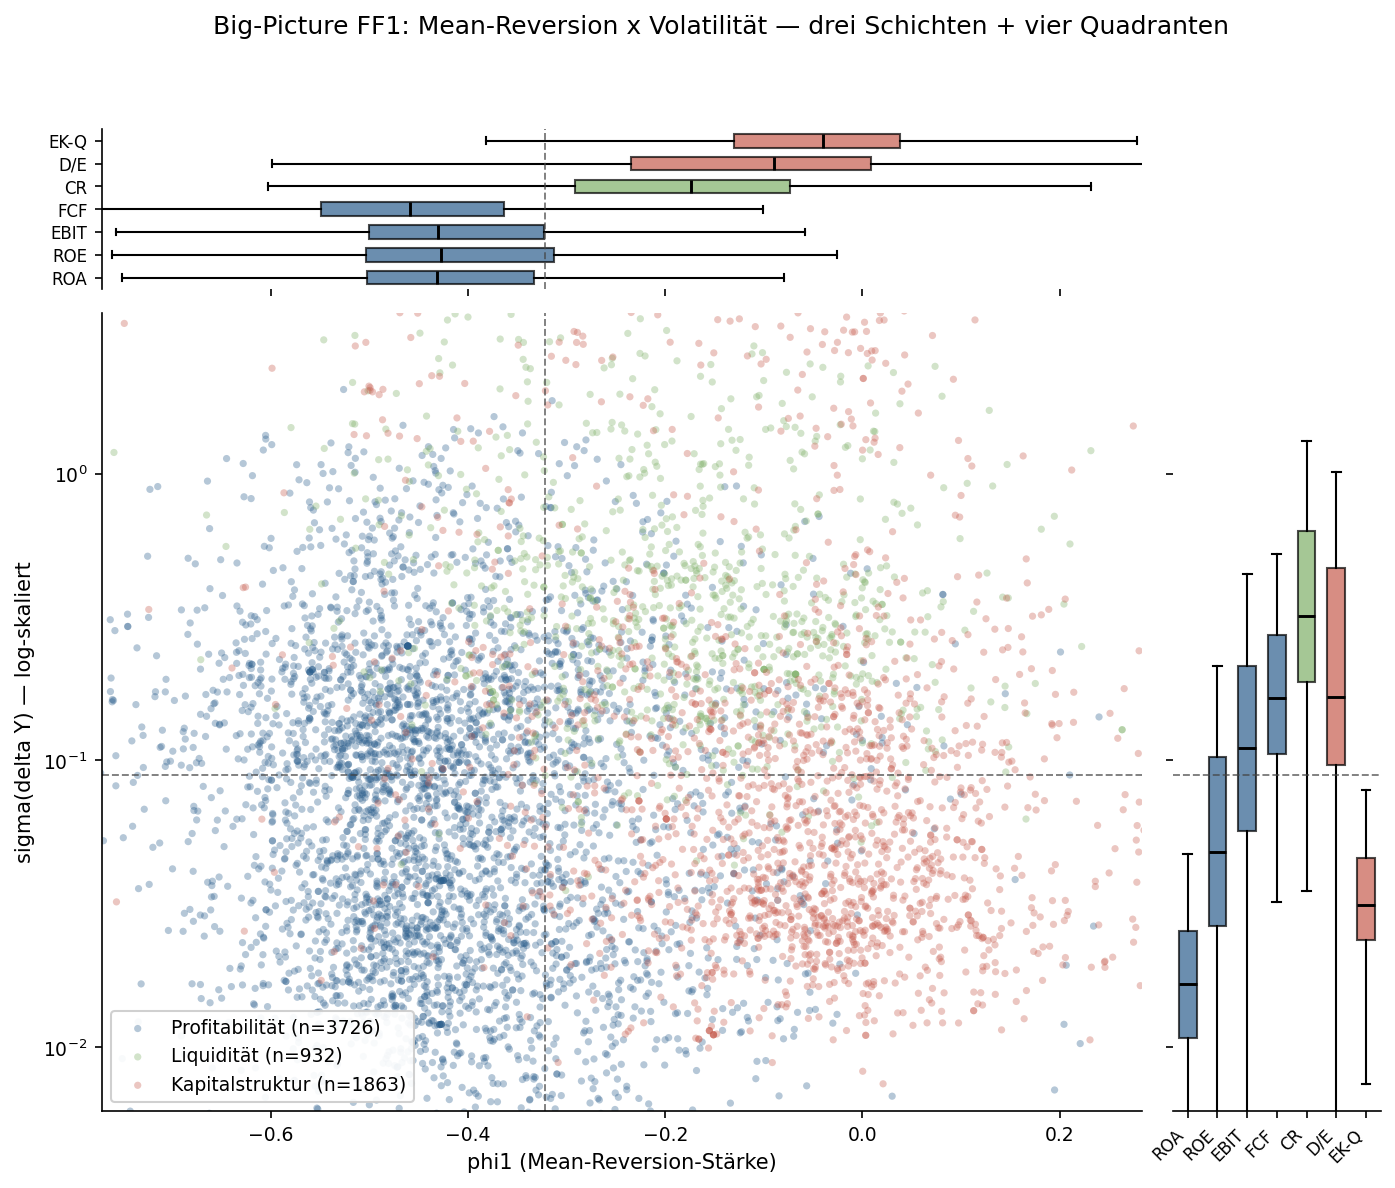 Big-Picture FF1: Mean-Reversion x Volatilität — drei Schichten + vier Quadranten
EK-Q
D/E
CR
FCF
EBIT
ROE
ROA
sigma(delta Y) — log-skaliert
10⁰
10⁻¹
10⁻²
Profitabilität (n=3726)
Liquidität (n=932)
Kapitalstruktur (n=1863)
−0.6 −0.4 −0.2 0.0 0.2
phi1 (Mean-Reversion-Stärke)
ROA ROE EBIT FCF CR D/E EK-Q